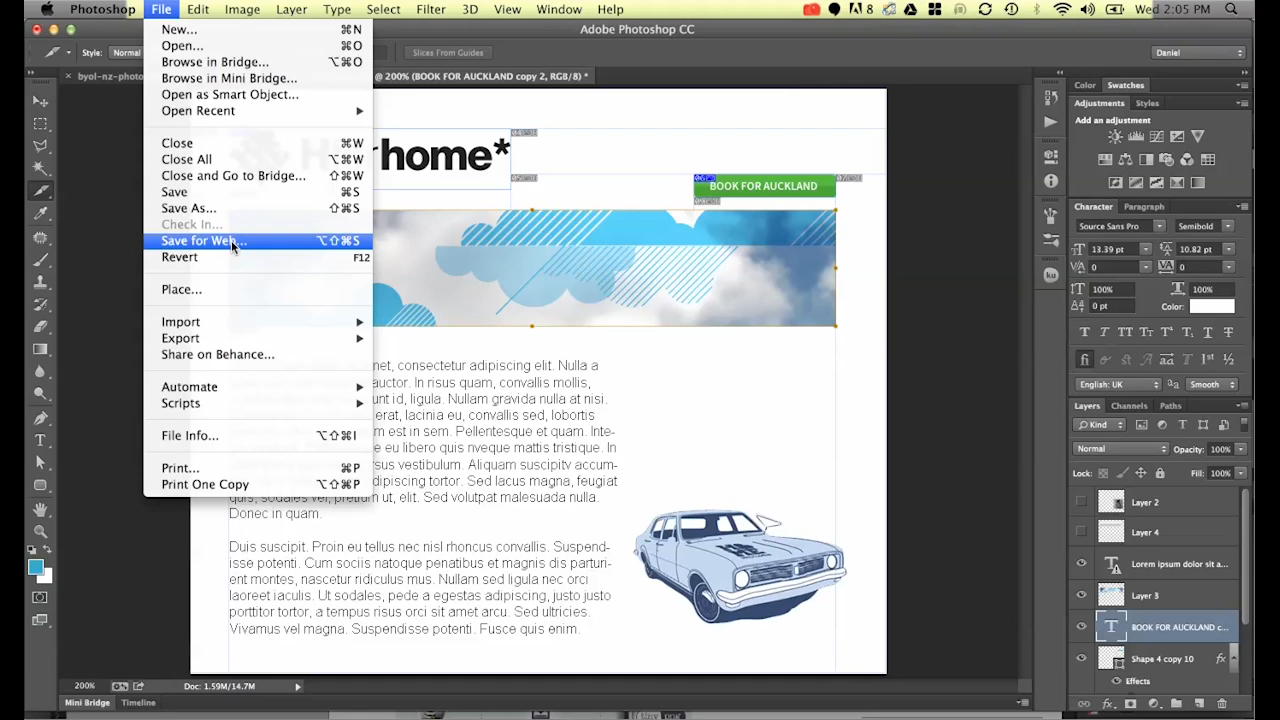 Photoshop File Edit Image Layer Type Select Filter 3D View Window Help 8 Wed 2:05 PM
Adobe Photoshop CC
Style: Normal Slices From Guides Daniel
byol-nz-photo @ 200% (BOOK FOR AUCKLAND copy 2, RGB/8) *
New... ⌘N
Open... ⌘O
Browse in Bridge... ⌥⌘O
Browse in Mini Bridge...
Open as Smart Object...
Open Recent
Close ⌘W
Close All ⌥⌘W
Close and Go to Bridge... ⇧⌘W
Save ⌘S
Save As... ⇧⌘S
Check In...
Save for Web... ⌥⇧⌘S
Revert F12
Place...
Import
Export
Share on Behance...
Automate
Scripts
File Info... ⌥⇧⌘I
Print... ⌘P
Print One Copy ⌥⇧⌘P
home*
BOOK FOR AUCKLAND
net, consectetur adipiscing elit. Nulla a
auctor. In risus quam, convallis mollis,
unt id, ligula. Nullam gravida nulla at nisi.
erat, lacinia eu, convallis sed, lobortis
m est in sem. Pellentesque et quam. Inte-
eu libero quis nveque mattis tristique. In
sus vestibulum. Aliquam suscipitv accum-
dipiscing tortor. Sed lacus magna, feugiat
quis, sodales vel, pretium ut, elit. Sed volutpat malesuada nulla.
Donec in quam.
Duis suscipit. Proin eu tellus nec nisl rhoncus convallis. Suspend-
isse potenti. Cum sociis natoque penatibus et magnis dis parturi-
ent montes, nascetur ridiculus mus. Nullam sed ligula nec orci
laoreet iaculis. Ut sodales, pede a egestas adipiscing, justo justo
porttitor tortor, a tempus risus orci sit amet arcu. Sed ultricies.
Vivamus vel magna. Suspendisse potenti. Fusce quis enim.
200% Doc: 1.59M/14.7M
Mini Bridge Timeline
Color Swatches
Adjustments Styles
Add an adjustment
Character Paragraph
Source Sans Pro Semibold
13.39 pt 10.82 pt
0 0
100% 100%
0 pt Color:
English: UK Smooth
Layers Channels Paths
Kind
Normal Opacity: 100%
Lock: Fill: 100%
Layer 2
Layer 4
Lorem ipsum dolor sit a...
Layer 3
BOOK FOR AUCKLAND c...
Shape 4 copy 10 fx
Effects
ku